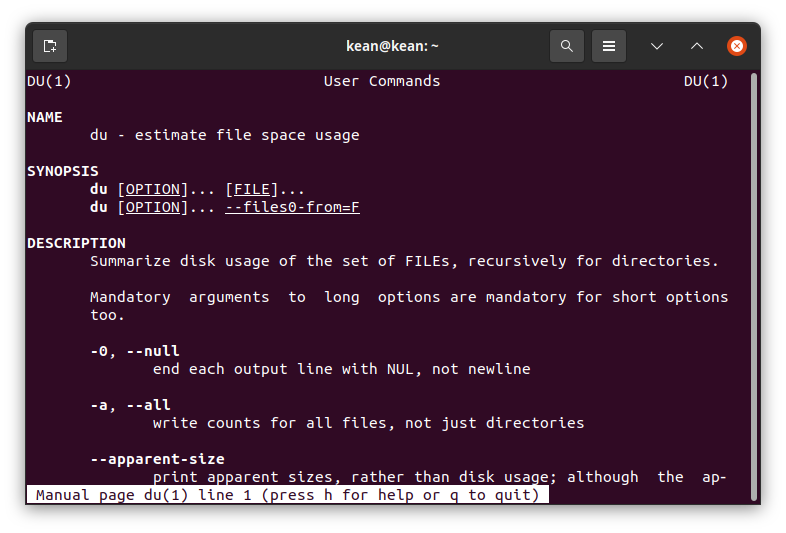 kean@kean: ~
DU(1) User Commands DU(1)
NAME
du - estimate file space usage
SYNOPSIS
du [OPTION]... [FILE]...
du [OPTION]... --files0-from=F
DESCRIPTION
Summarize disk usage of the set of FILEs, recursively for directories.
Mandatory arguments to long options are mandatory for short options
too.
-0, --null
end each output line with NUL, not newline
-a, --all
write counts for all files, not just directories
--apparent-size
print apparent sizes, rather than disk usage; although the ap-
Manual page du(1) line 1 (press h for help or q to quit)